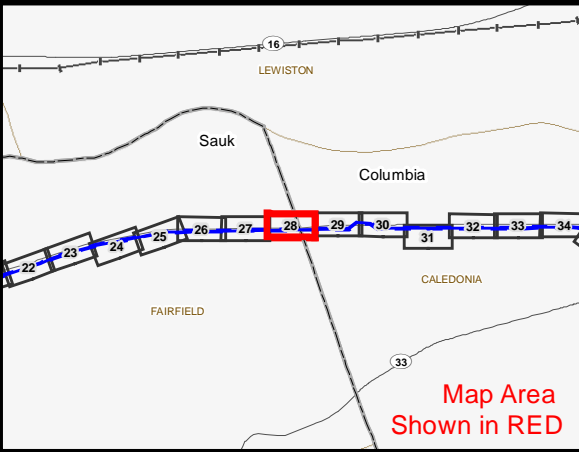 16
LEWISTON
Sauk
Columbia
22
23
24
25
26
27
28
29
30
31
32
33
34
CALEDONIA
FAIRFIELD
33
Map Area
Shown in RED